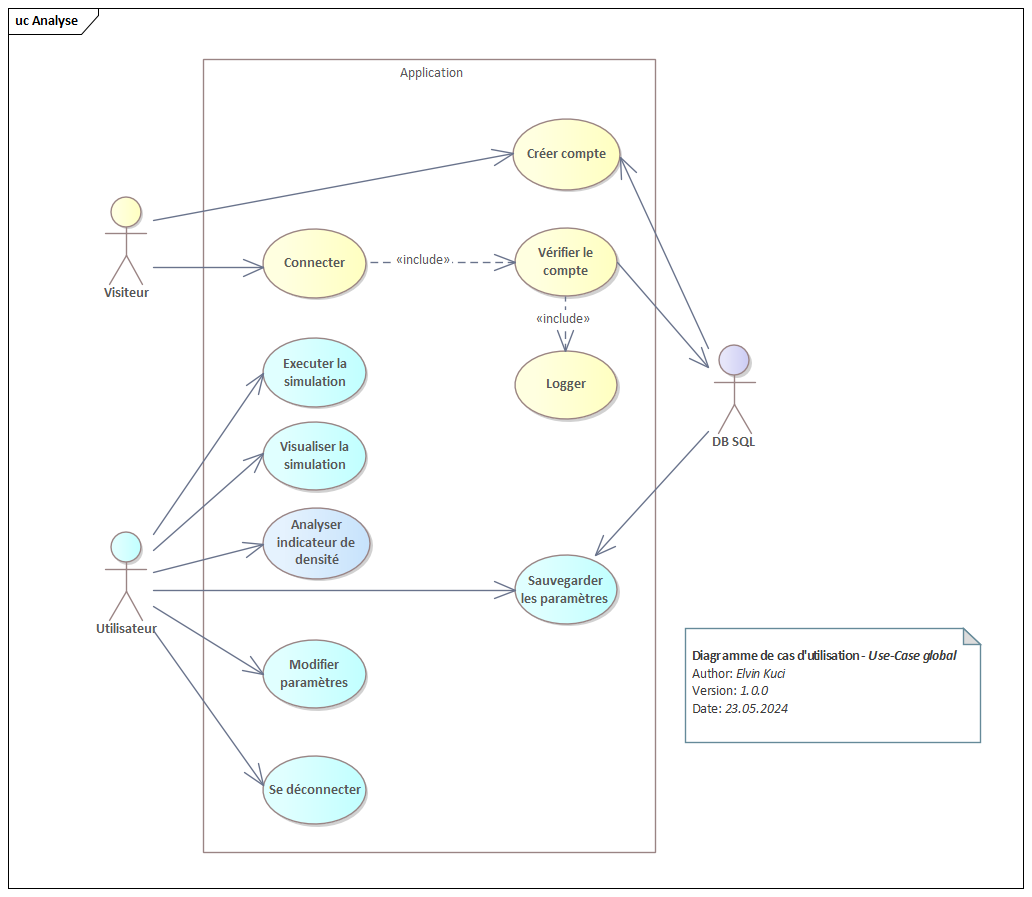 uc Analyse
Application
Créer compte
Visiteur
Connecter
«include»
Vérifier le
compte
«include»
Logger
DB SQL
Executer la
simulation
Visualiser la
simulation
Analyser
indicateur de
densité
Utilisateur
Sauvegarder
les paramètres
Modifier
paramètres
Se déconnecter
Diagramme de cas d'utilisation - Use-Case global
Author: Elvin Kuci
Version: 1.0.0
Date: 23.05.2024